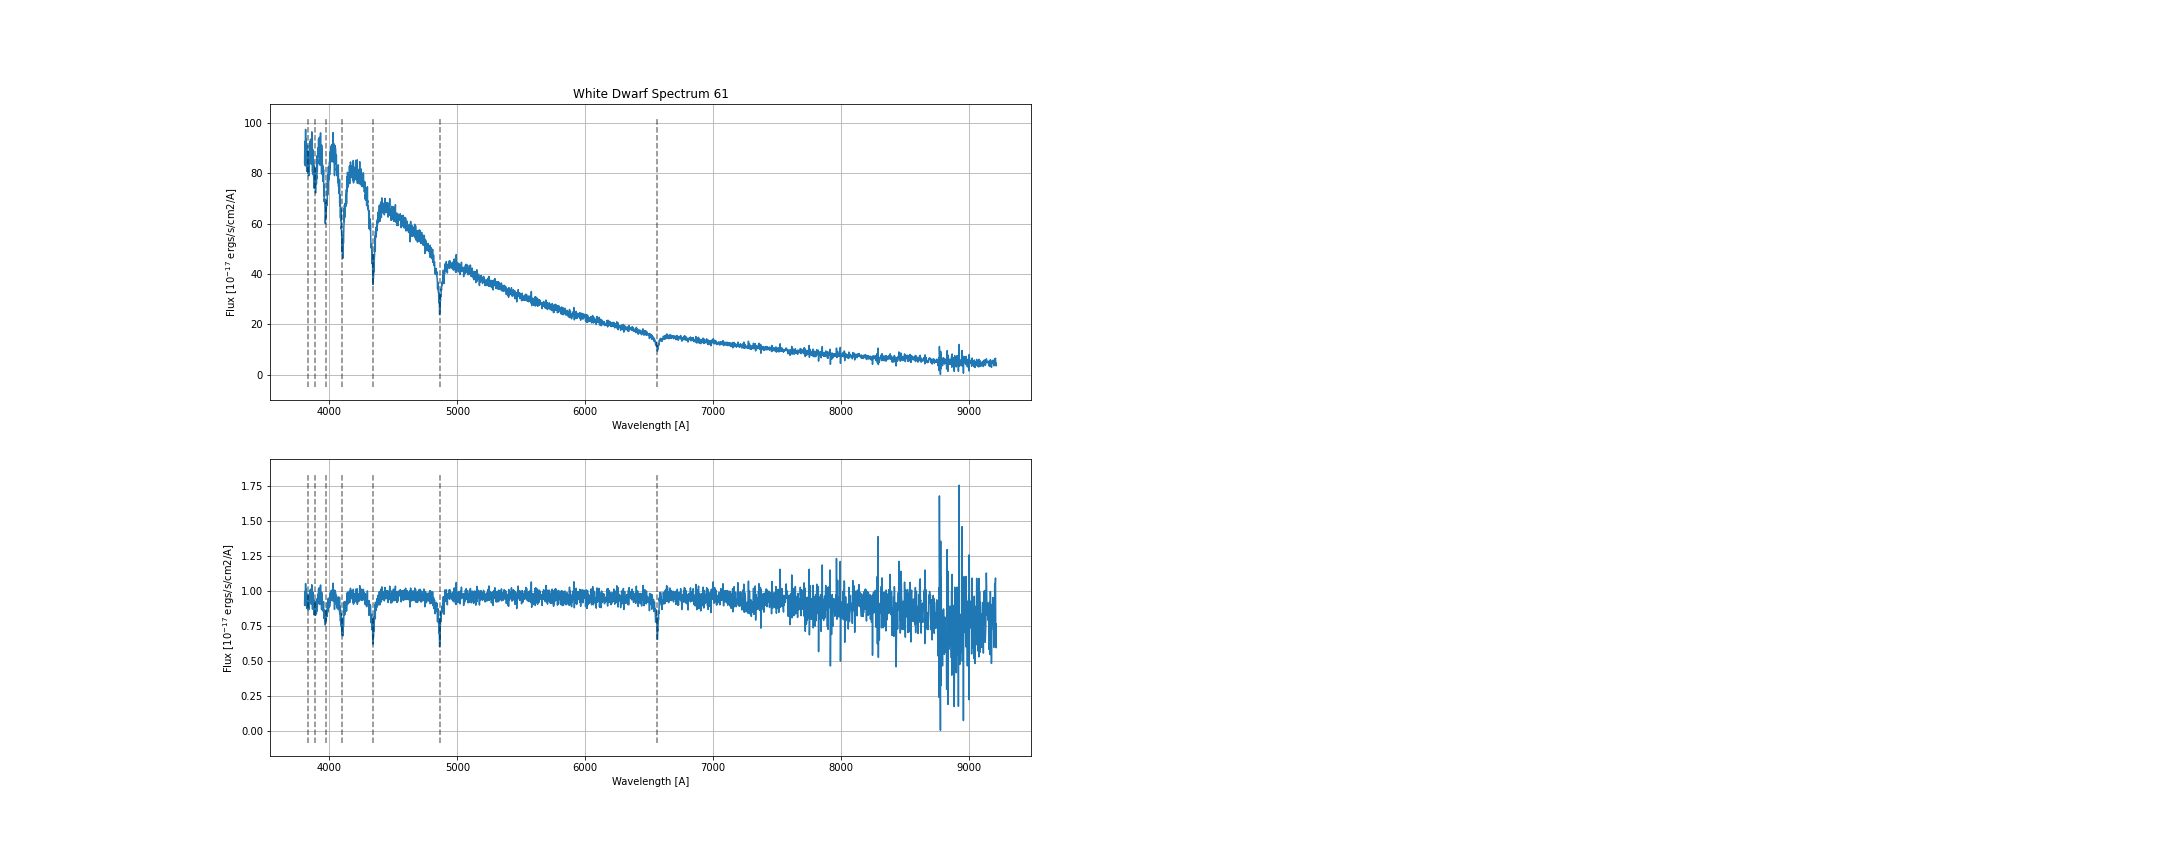 White Dwarf Spectrum 61
Flux [10⁻¹⁷ ergs/s/cm2/A]
100
80
60
40
20
0
4000 5000 6000 7000 8000 9000
Wavelength [A]
Flux [10⁻¹⁷ ergs/s/cm2/A]
1.75
1.50
1.25
1.00
0.75
0.50
0.25
0.00
4000 5000 6000 7000 8000 9000
Wavelength [A]